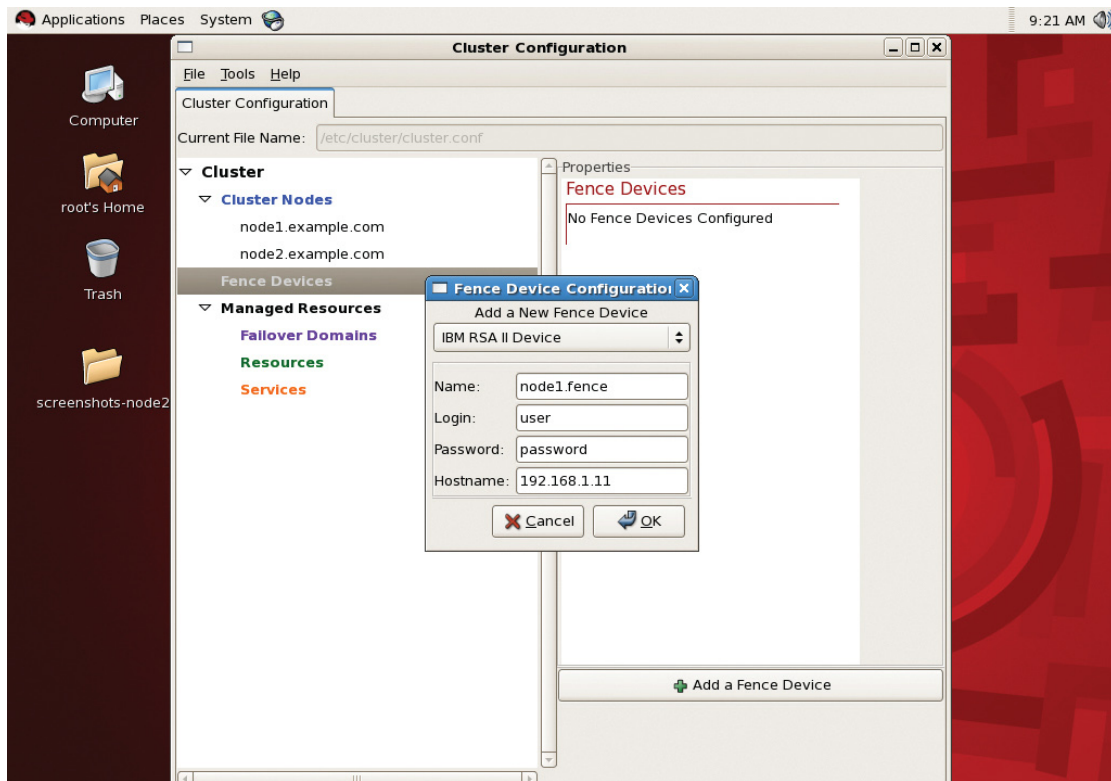 Applications Places System 9:21 AM
Computer
root's Home
Trash
screenshots-node2
Cluster Configuration
File Tools Help
Cluster Configuration
Current File Name: /etc/cluster/cluster.conf
Cluster
Cluster Nodes
node1.example.com
node2.example.com
Fence Devices
Managed Resources
Failover Domains
Resources
Services
Properties
Fence Devices
No Fence Devices Configured
Fence Device Configuration
Add a New Fence Device
IBM RSA II Device
Name: node1.fence
Login: user
Password: password
Hostname: 192.168.1.11
Cancel OK
Add a Fence Device